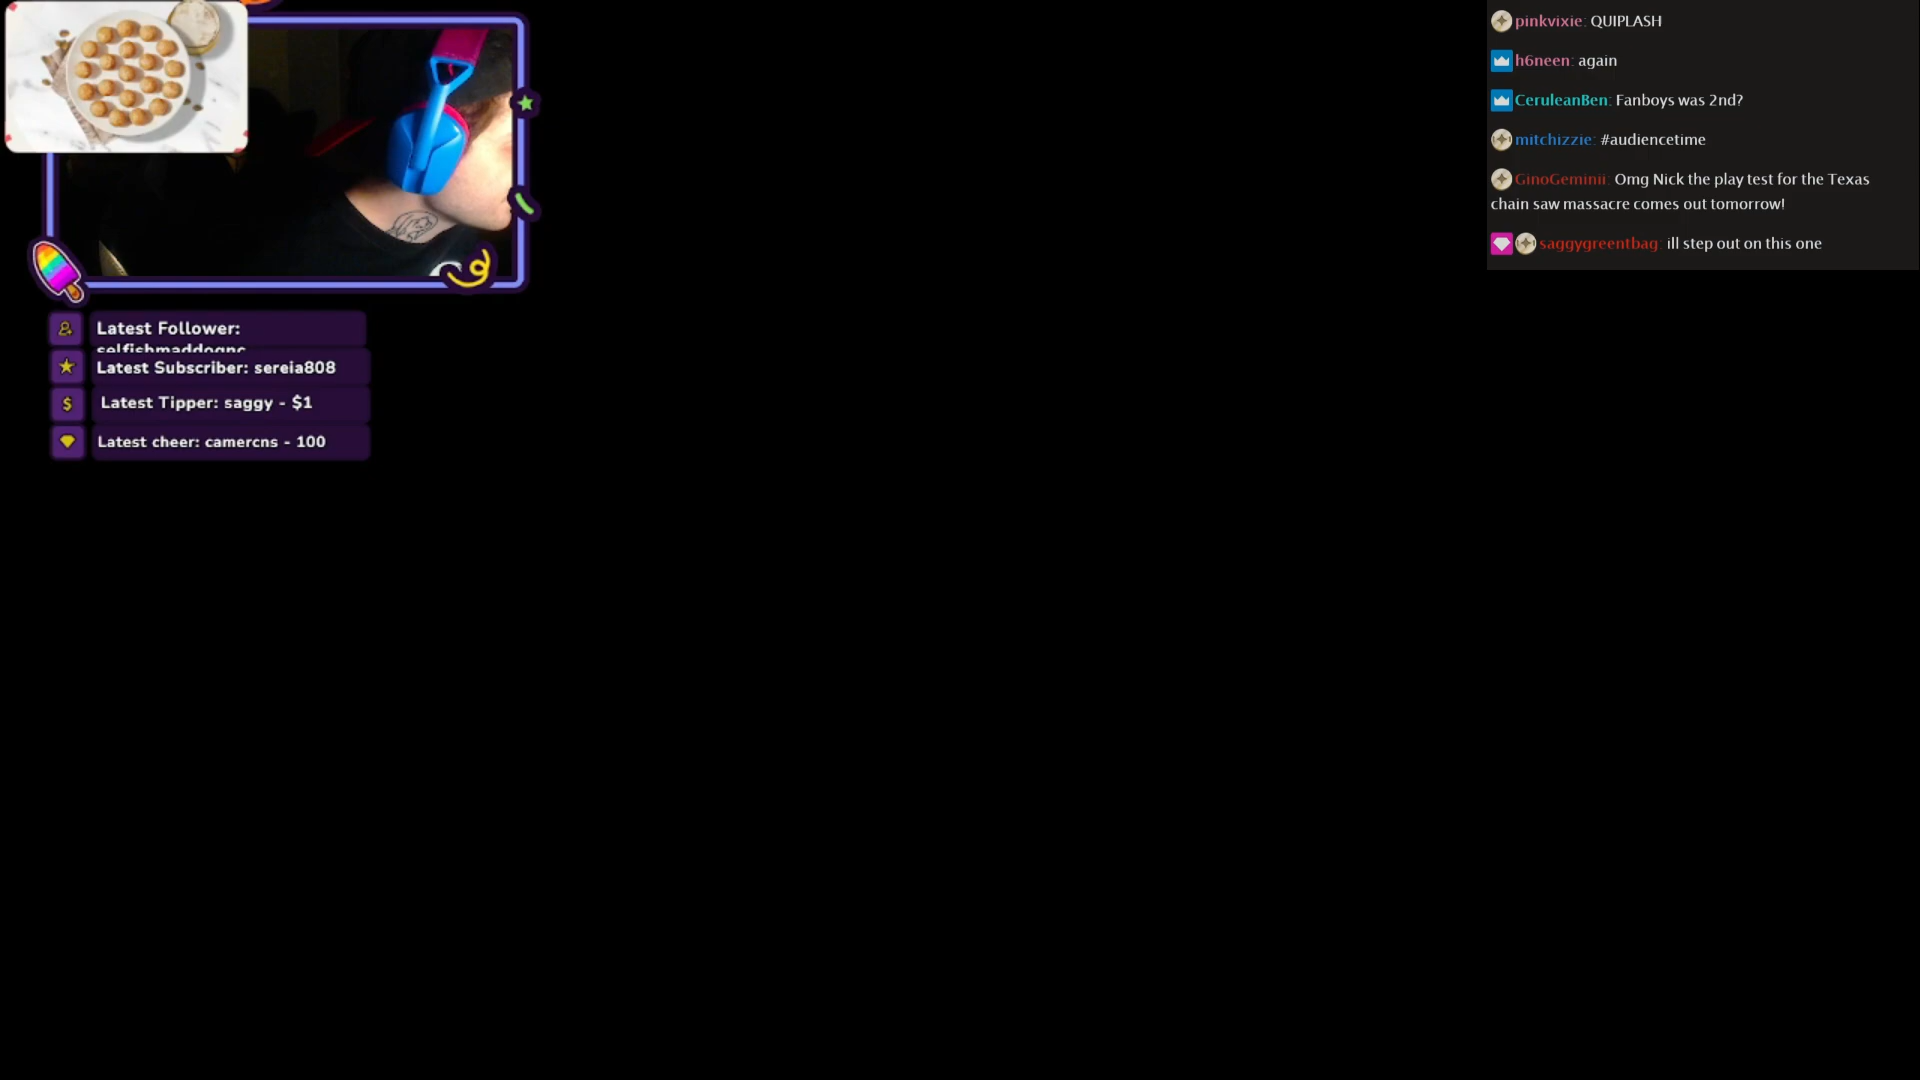 pinkvixie: QUIPLASH
h6neen: again
CeruleanBen: Fanboys was 2nd?
mitchizzie: #audiencetime
GinoGeminii: Omg Nick the play test for the Texas
chain saw massacre comes out tomorrow!
saggygreentbag: ill step out on this one
Latest Follower:
Latest Subscriber: sereia808
Latest Tipper: saggy - $1
Latest cheer: camercns - 100